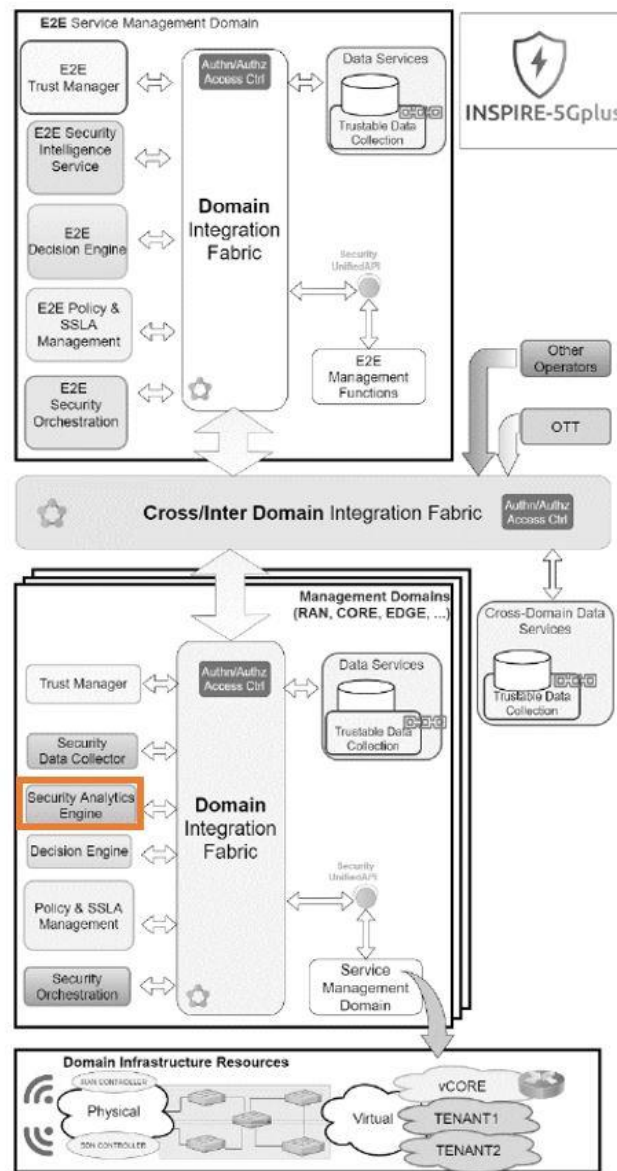 E2E Service Management Domain
E2E
Trust Manager
Authn/Authz
Access Ctrl
Data Services
Trustable Data
Collection
INSPIRE-5Gplus
E2E Security
Intelligence
Service
Domain
Integration
Fabric
E2E
Decision Engine
Security
UnifiedAPI
E2E Policy &
SSLA
Management
E2E
Management
Functions
E2E
Security
Orchestration
Other
Operators
OTT
Cross/Inter Domain Integration Fabric
Authn/Authz
Access Ctrl
Management Domains
(RAN, CORE, EDGE, ...)
Cross-Domain Data
Services
Trustable Data
Collection
Trust Manager
Authn/Authz
Access Ctrl
Data Services
Trustable Data
Collection
Security
Data Collector
Security Analytics
Engine
Domain
Integration
Fabric
Decision Engine
Security
UnifiedAPI
Policy & SSLA
Management
Service
Management
Domain
Security
Orchestration
Domain Infrastructure Resources
RAN CONTROLLER
Physical
SDN CONTROLLER
Virtual
vCORE
TENANT1
TENANT2